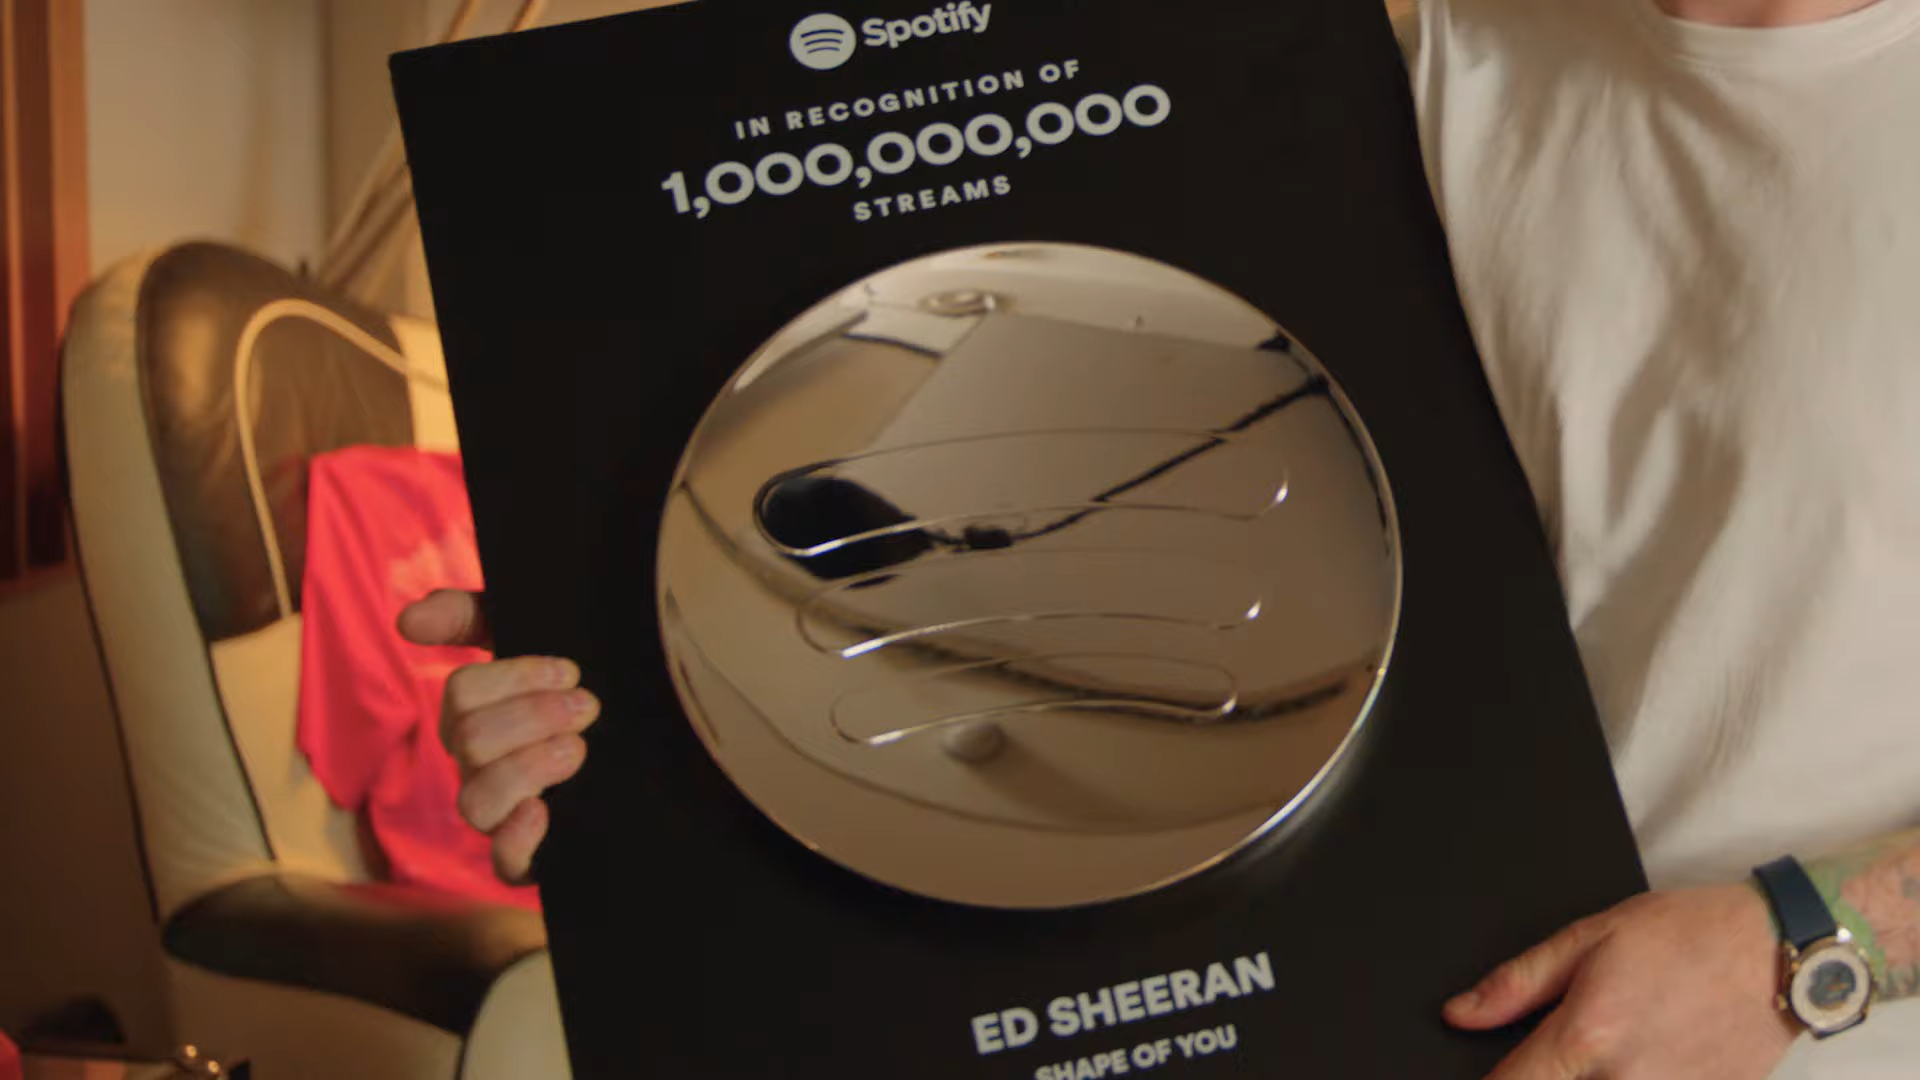 Spotify
IN RECOGNITION OF
1,000,000,000
STREAMS
ED SHEERAN
SHAPE OF YOU